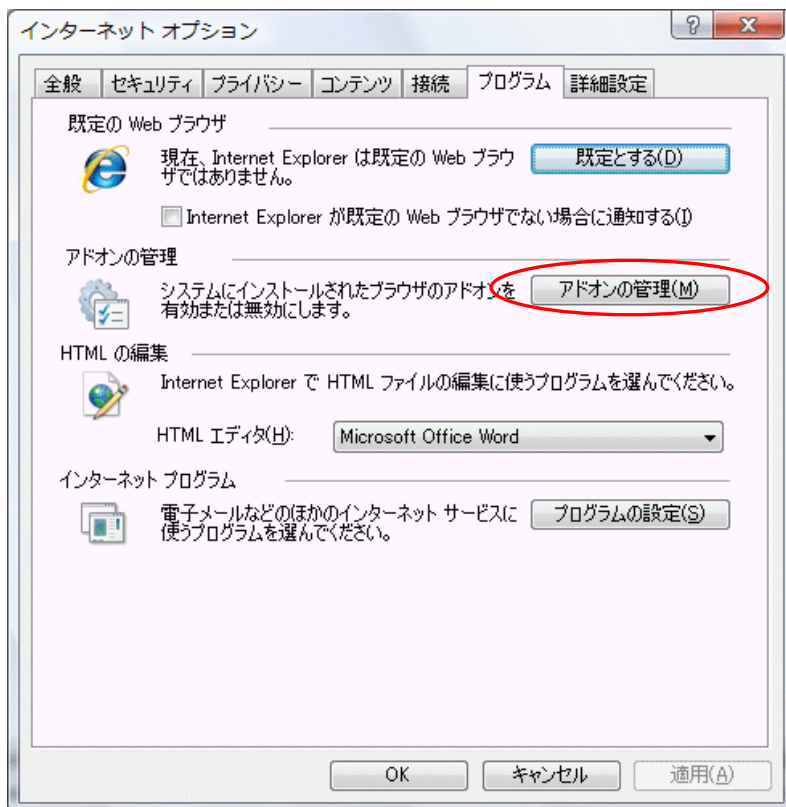 インターネット オプション
全般 セキュリティ プライバシー コンテンツ 接続 プログラム 詳細設定
既定の Web ブラウザ
現在、Internet Explorer は既定の Web ブラウ
ザではありません。
既定とする(D)
Internet Explorer が既定の Web ブラウザでない場合に通知する(I)
アドオンの管理
システムにインストールされたブラウザのアドオンを
有効または無効にします。
アドオンの管理(M)
HTML の編集
Internet Explorer で HTML ファイルの編集に使うプログラムを選んでください。
HTML エディタ(H):
Microsoft Office Word
インターネット プログラム
電子メールなどのほかのインターネット サービスに
使うプログラムを選んでください。
プログラムの設定(S)
OK キャンセル 適用(A)